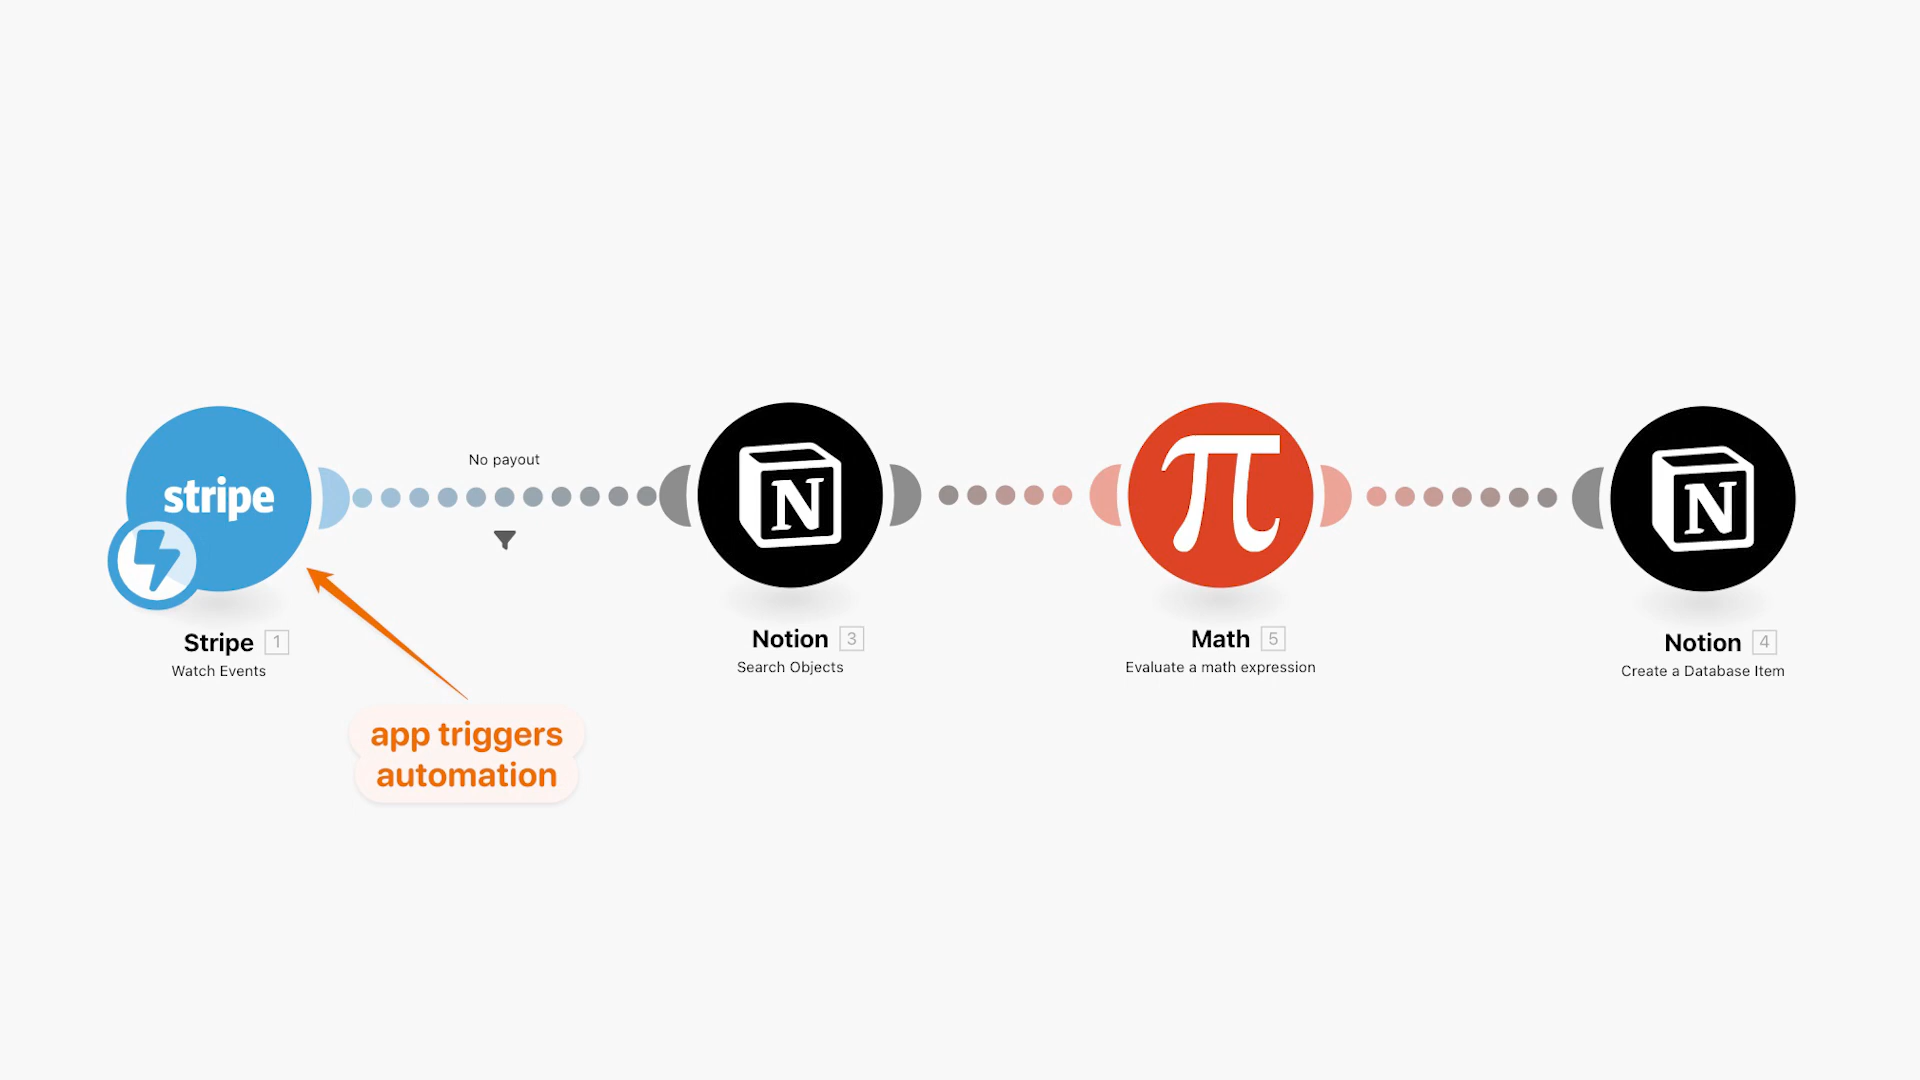 No payout
stripe
N
π
N
Stripe 1
Watch Events
Notion 3
Search Objects
Math 5
Evaluate a math expression
Notion 4
Create a Database Item
app triggers
automation